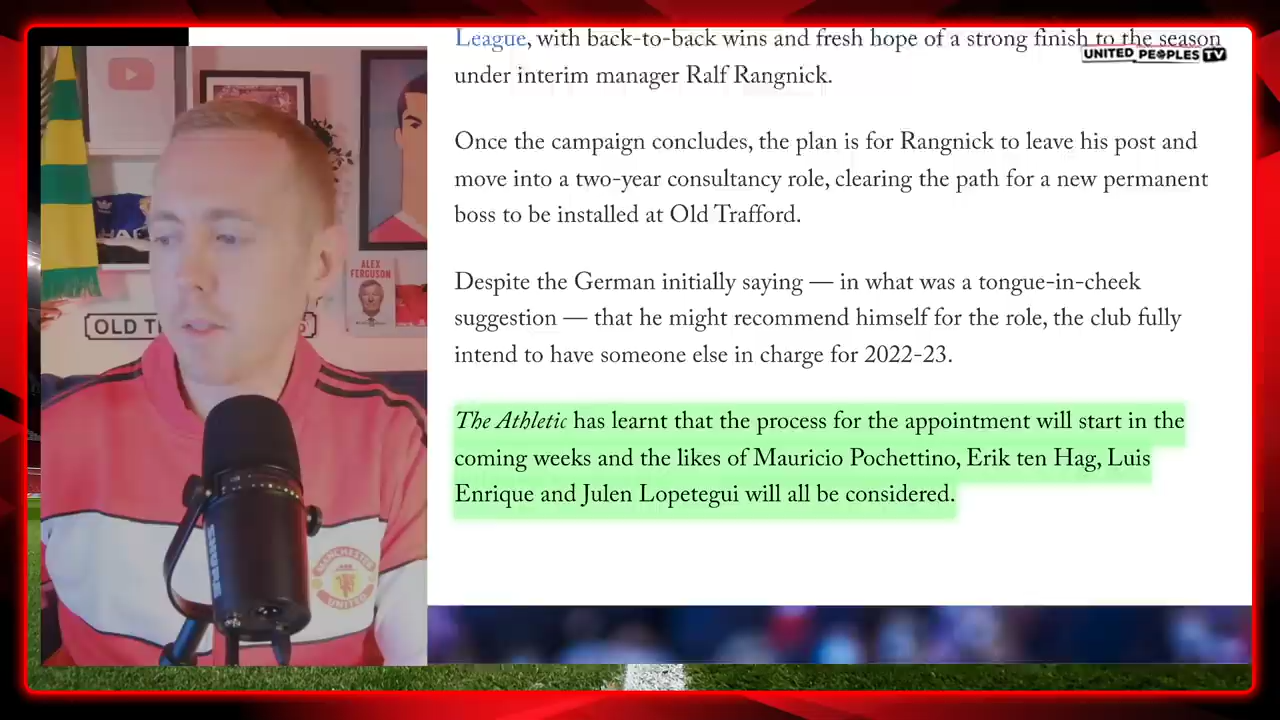 League, with back-to-back wins and fresh hope of a strong finish to the season
UNITED PEOPLES TV
under interim manager Ralf Rangnick.
Once the campaign concludes, the plan is for Rangnick to leave his post and
move into a two-year consultancy role, clearing the path for a new permanent
boss to be installed at Old Trafford.
Despite the German initially saying — in what was a tongue-in-cheek
suggestion — that he might recommend himself for the role, the club fully
intend to have someone else in charge for 2022-23.
The Athletic has learnt that the process for the appointment will start in the
coming weeks and the likes of Mauricio Pochettino, Erik ten Hag, Luis
Enrique and Julen Lopetegui will all be considered.
ALEX
FERGUSON
OLD
SHURE
MANCHESTER
UNITED